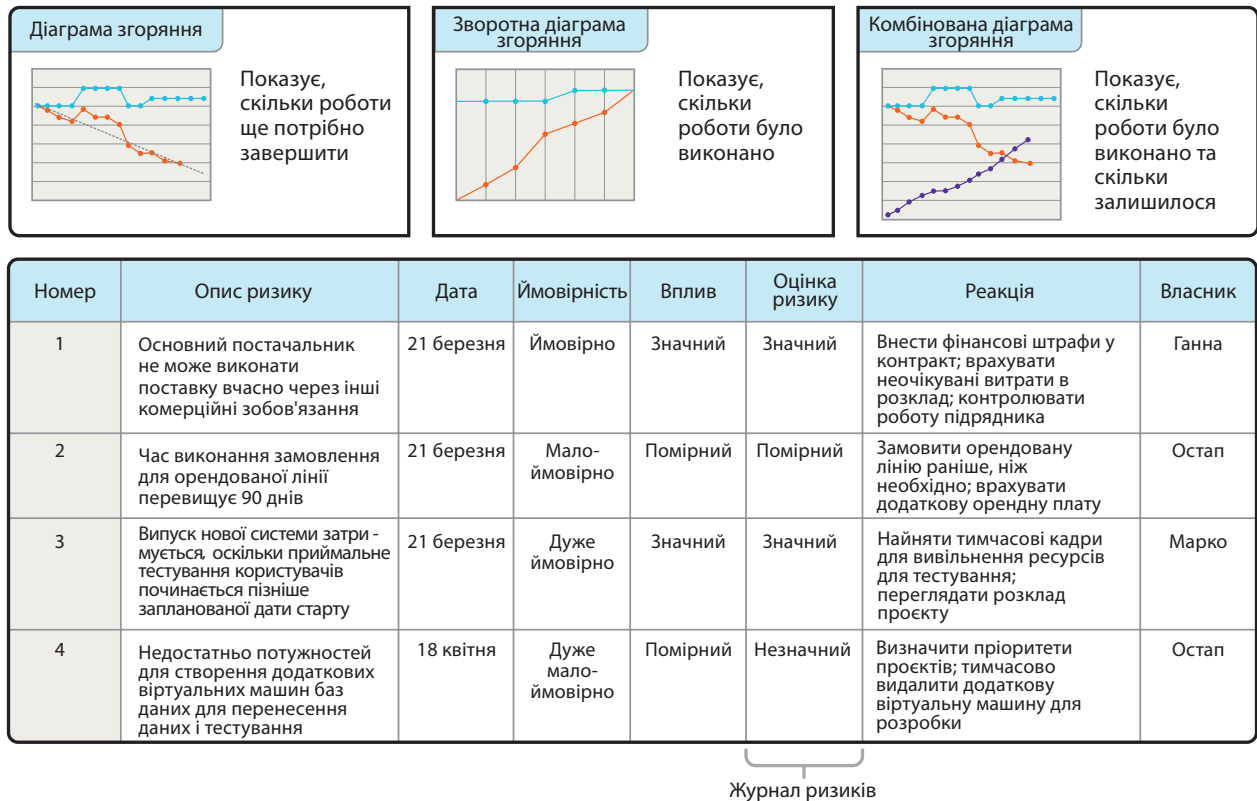 Діаграма згоряння
Показує,
скільки роботи
ще потрібно
завершити
Зворотна діаграма
згоряння
Показує,
скільки
роботи було
виконано
Комбінована діаграма
згоряння
Показує,
скільки
роботи було
виконано та
скільки
залишилося
Номер
Опис ризику
Дата
Ймовірність
Вплив
Оцінка
ризику
Реакція
Власник
1
Основний постачальник
не може виконати
поставку вчасно через інші
комерційні зобов'язання
21 березня
Ймовірно
Значний
Значний
Внести фінансові штрафи у
контракт; врахувати
неочікувані витрати в
розклад; контролювати
роботу підрядника
Ганна
2
Час виконання замовлення
для орендованої лінії
перевищує 90 днів
21 березня
Мало-
ймовірно
Помірний
Помірний
Замовити орендовану
лінію раніше, ніж
необхідно; врахувати
додаткову орендну плату
Остап
3
Випуск нової системи затри -
мується, оскільки приймальне
тестування користувачів
починається пізніше
запланованої дати старту
21 березня
Дуже
ймовірно
Значний
Значний
Найняти тимчасові кадри
для вивільнення ресурсів
для тестування;
переглядати розклад
проєкту
Марко
4
Недостатньо потужностей
для створення додаткових
віртуальних машин баз
даних для перенесення
даних і тестування
18 квітня
Дуже
мало-
ймовірно
Помірний
Незначний
Визначити пріоритети
проєктів; тимчасово
видалити додаткову
віртуальну машину для
розробки
Остап
Журнал ризиків